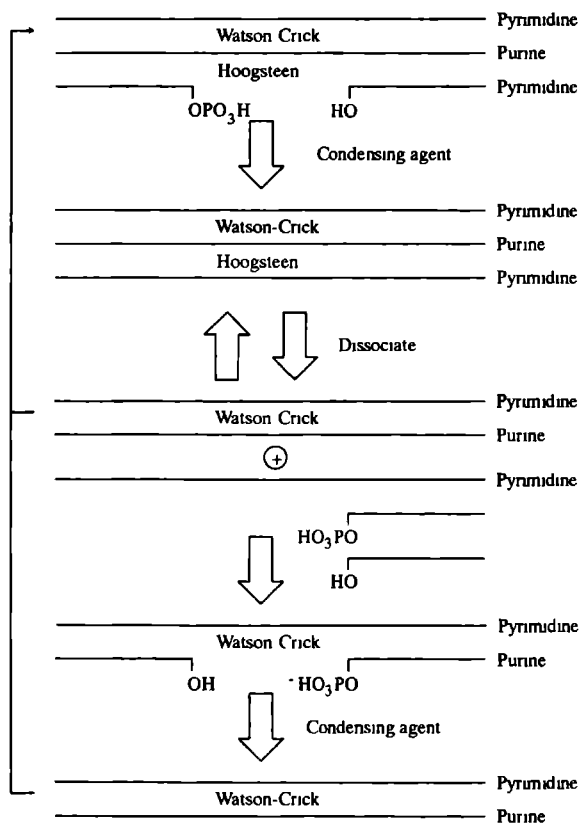 Pyrimidine
Watson Crick
Purine
Hoogsteen
Pyrimidine
OPO3H HO
Condensing agent
Pyrimidine
Watson-Crick
Purine
Hoogsteen
Pyrimidine
Dissociate
Pyrimidine
Watson Crick
Purine
+
Pyrimidine
HO3PO
HO
Pyrimidine
Watson Crick
Purine
OH -HO3PO
Condensing agent
Pyrimidine
Watson-Crick
Purine